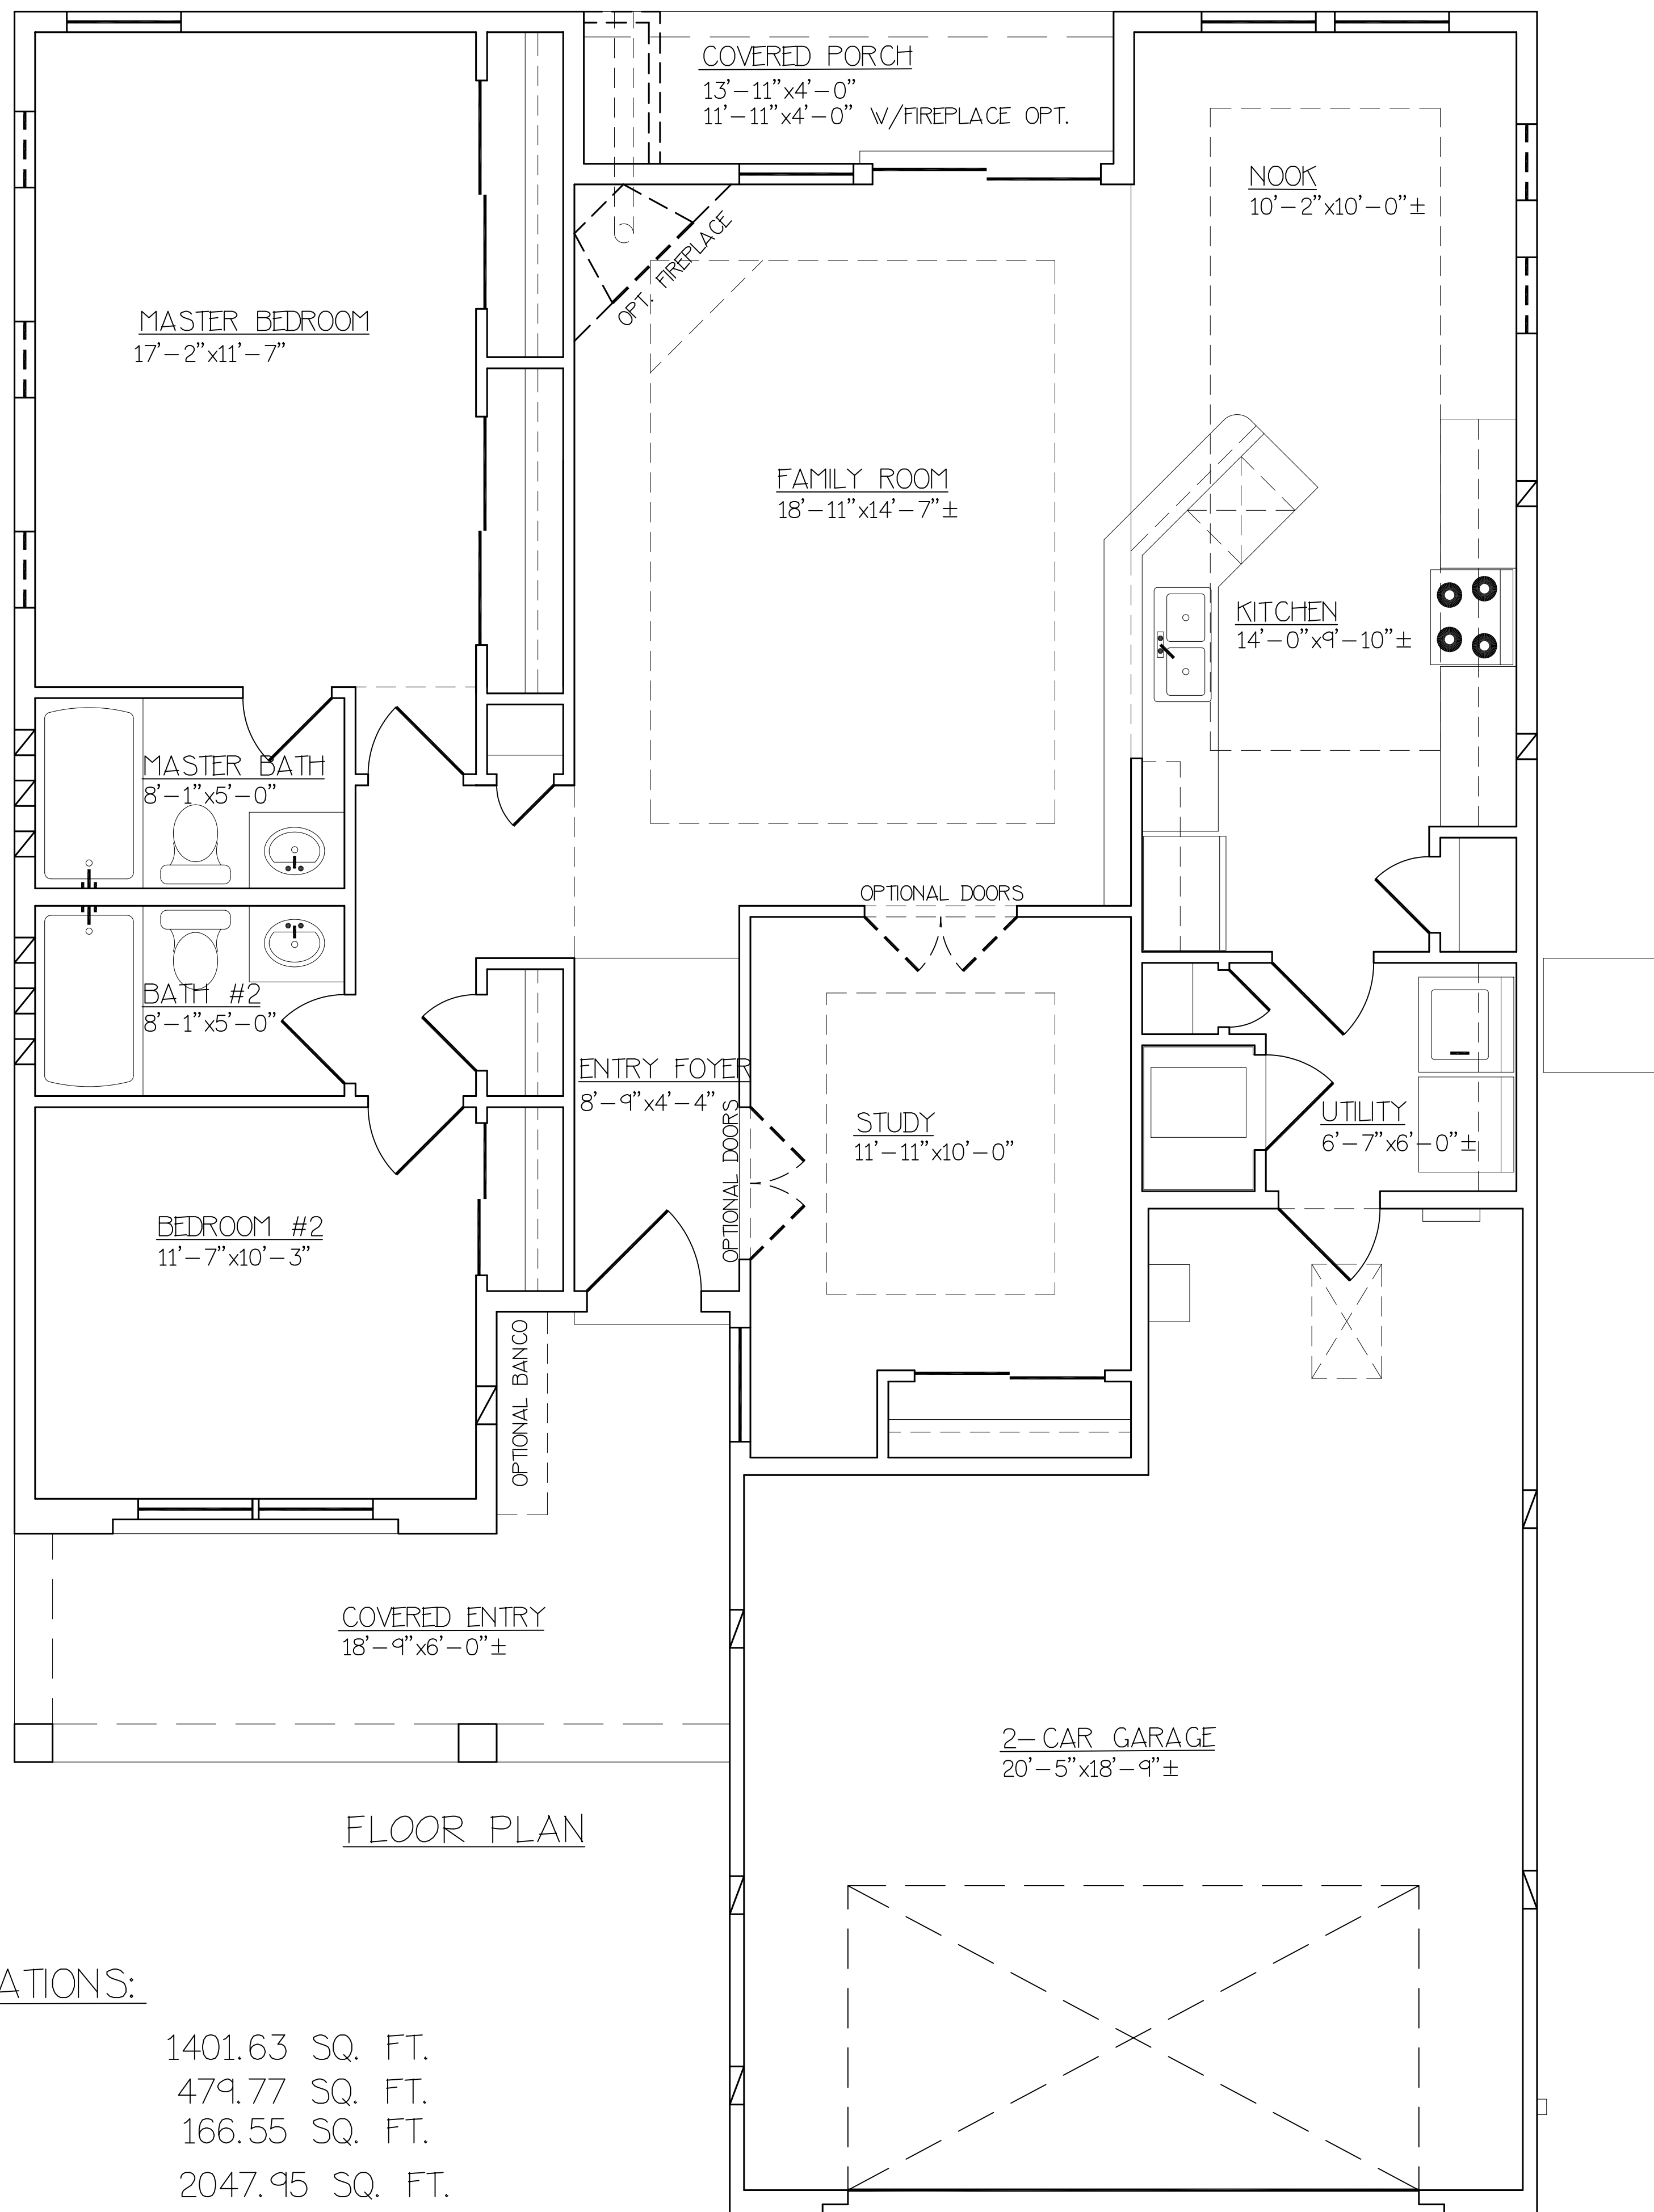 COVERED PORCH
13'-11"x4'-0"
11'-11"x4'-0" W/FIREPLACE OPT.
NOOK
10'-2"x10'-0"±
OPT. FIREPLACE
MASTER BEDROOM
17'-2"x11'-7"
FAMILY ROOM
18'-11"x14'-7"±
KITCHEN
14'-0"x9'-10"±
MASTER BATH
8'-1"x5'-0"
OPTIONAL DOORS
BATH #2
8'-1"x5'-0"
ENTRY FOYER
8'-9"x4'-4"
OPTIONAL DOORS
STUDY
11'-11"x10'-0"
UTILITY
6'-7"x6'-0"±
BEDROOM #2
11'-7"x10'-3"
OPTIONAL BANCO
COVERED ENTRY
18'-9"x6'-0"±
2-CAR GARAGE
20'-5"x18'-9"±
FLOOR PLAN
ATIONS:
1401.63 SQ. FT.
479.77 SQ. FT.
166.55 SQ. FT.
2047.95 SQ. FT.